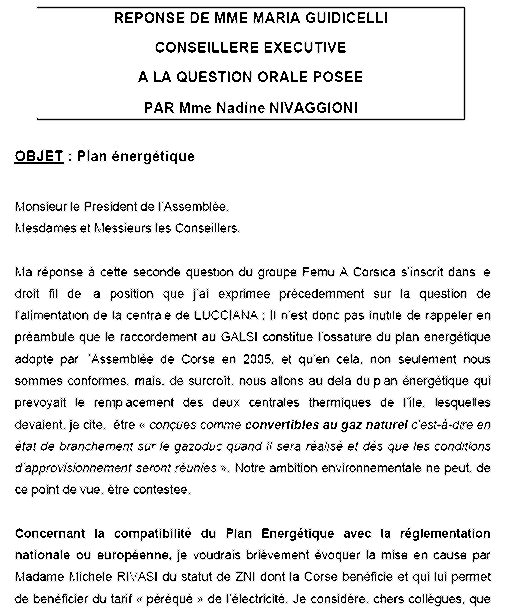 REPONSE DE MME MARIA GUIDICELLI
CONSEILLERE EXECUTIVE
A LA QUESTION ORALE POSEE
PAR Mme Nadine NIVAGGIONI
OBJET : Plan énergétique
Monsieur le President de l'Assemblée,
Mesdames et Messieurs les Conseillers,
Ma réponse à cette seconde question du groupe Femu A Corsica s'inscrit dans le
droit fil de la position que j'ai exprimee précedemment sur la question de
l'alimentation de la centrale de LUCCIANA ; Il n'est donc pas inutile de rappeler en
préambule que le raccordement au GALSI constitue l'ossature du plan energétique
adopte par l'Assemblée de Corse en 2005, et qu'en cela, non seulement nous
sommes conformes, mais, de surcroît, nous allons au dela du plan énergétique qui
prevoyait le remplacement des deux centrales thermiques de l'île, lesquelles
devaient, je cite, être « conçues comme convertibles au gaz naturel c'est-à-dire en
état de branchement sur le gazoduc quand il sera réalisé et dès que les conditions
d'approvisionnement seront réunies ». Notre ambition environnementale ne peut, de
ce point de vue, être contestee.
Concernant la compatibilité du Plan Energétique avec la réglementation
nationale ou européenne, je voudrais brièvement évoquer la mise en cause par
Madame Michele RIVASI du statut de ZNI dont la Corse bénéficie et qui lui permet
de bénéficier du tarif « péréqué » de l'électricité. Je considère, chers collègues, que